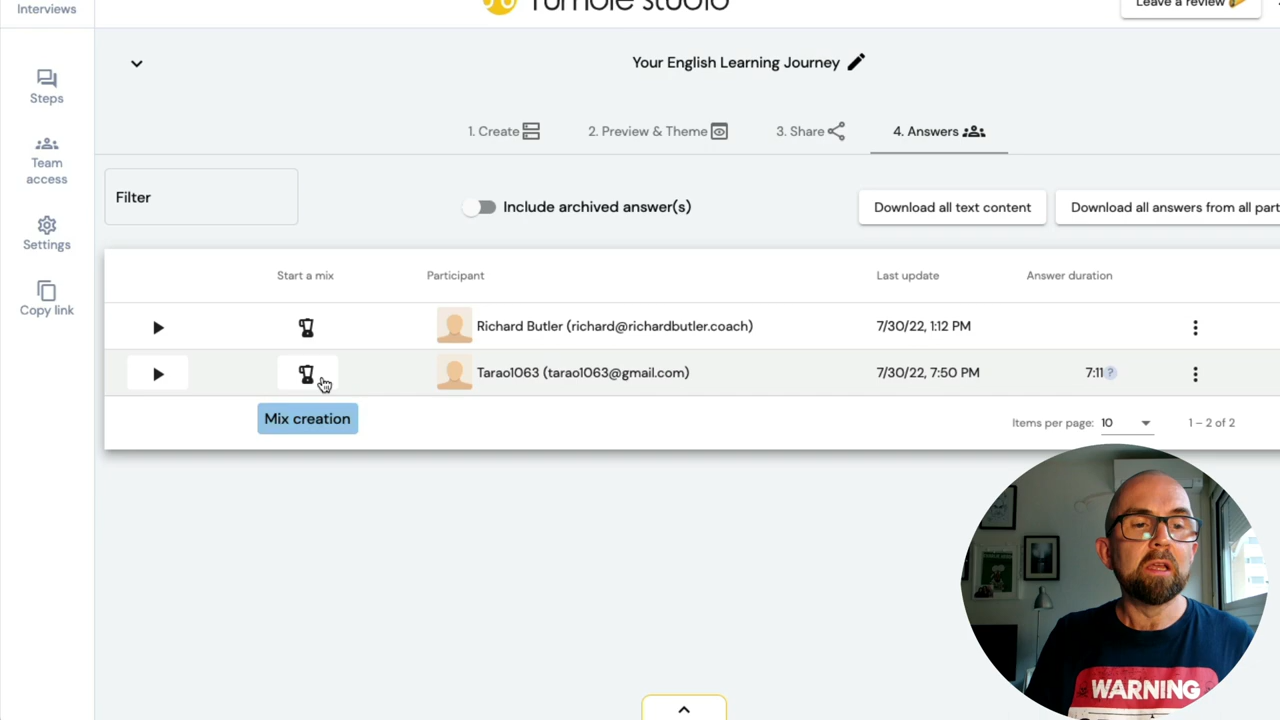 Interviews
rumble studio
Leave a review
Your English Learning Journey
Steps
1. Create
2. Preview & Theme
3. Share
4. Answers
Team
access
Filter
Include archived answer(s)
Download all text content
Download all answers from all part
Settings
Copy link
Start a mix
Participant
Last update
Answer duration
Richard Butler (richard@richardbutler.coach)
7/30/22, 1:12 PM
Tarao1063 (tarao1063@gmail.com)
7/30/22, 7:50 PM
7:11 ?
Mix creation
Items per page: 10
1 – 2 of 2
WARNING